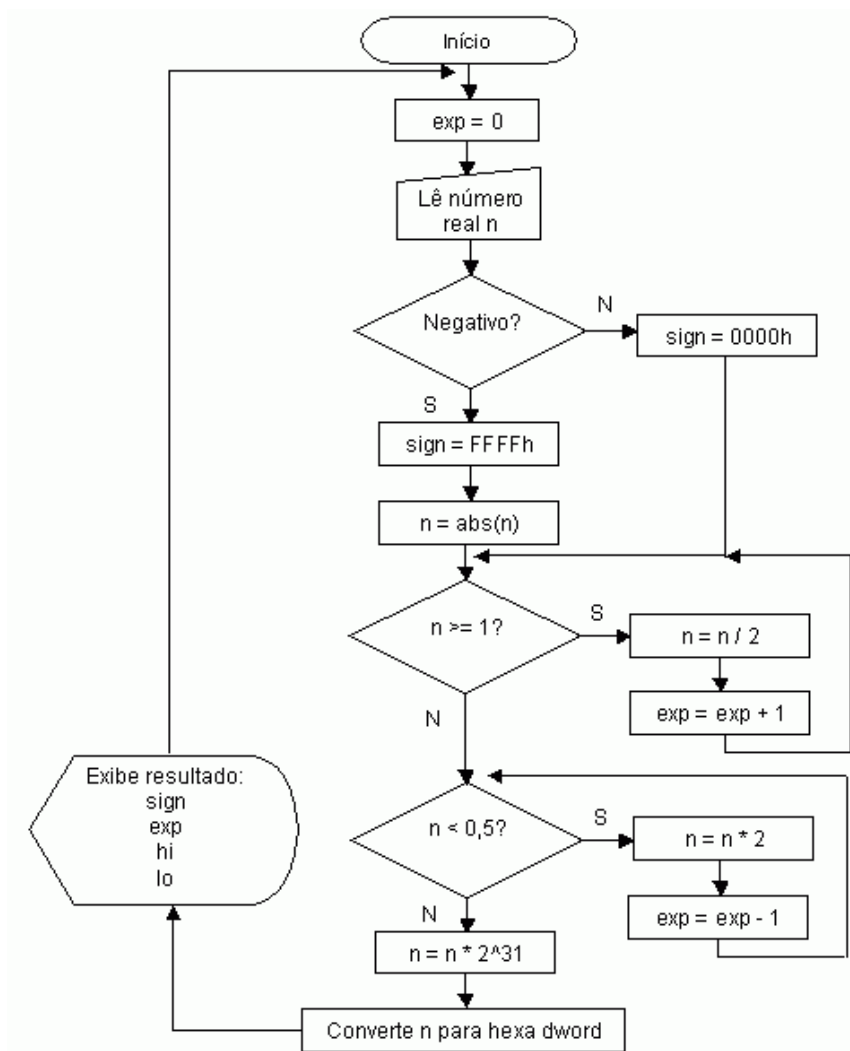 Início
exp = 0
Lê número
real n
Negativo?
N
sign = 0000h
S
sign = FFFFh
n = abs(n)
n >= 1?
S
n = n / 2
exp = exp + 1
N
n < 0,5?
S
n = n * 2
exp = exp - 1
N
n = n * 2^31
Converte n para hexa dword
Exibe resultado:
sign
exp
hi
lo